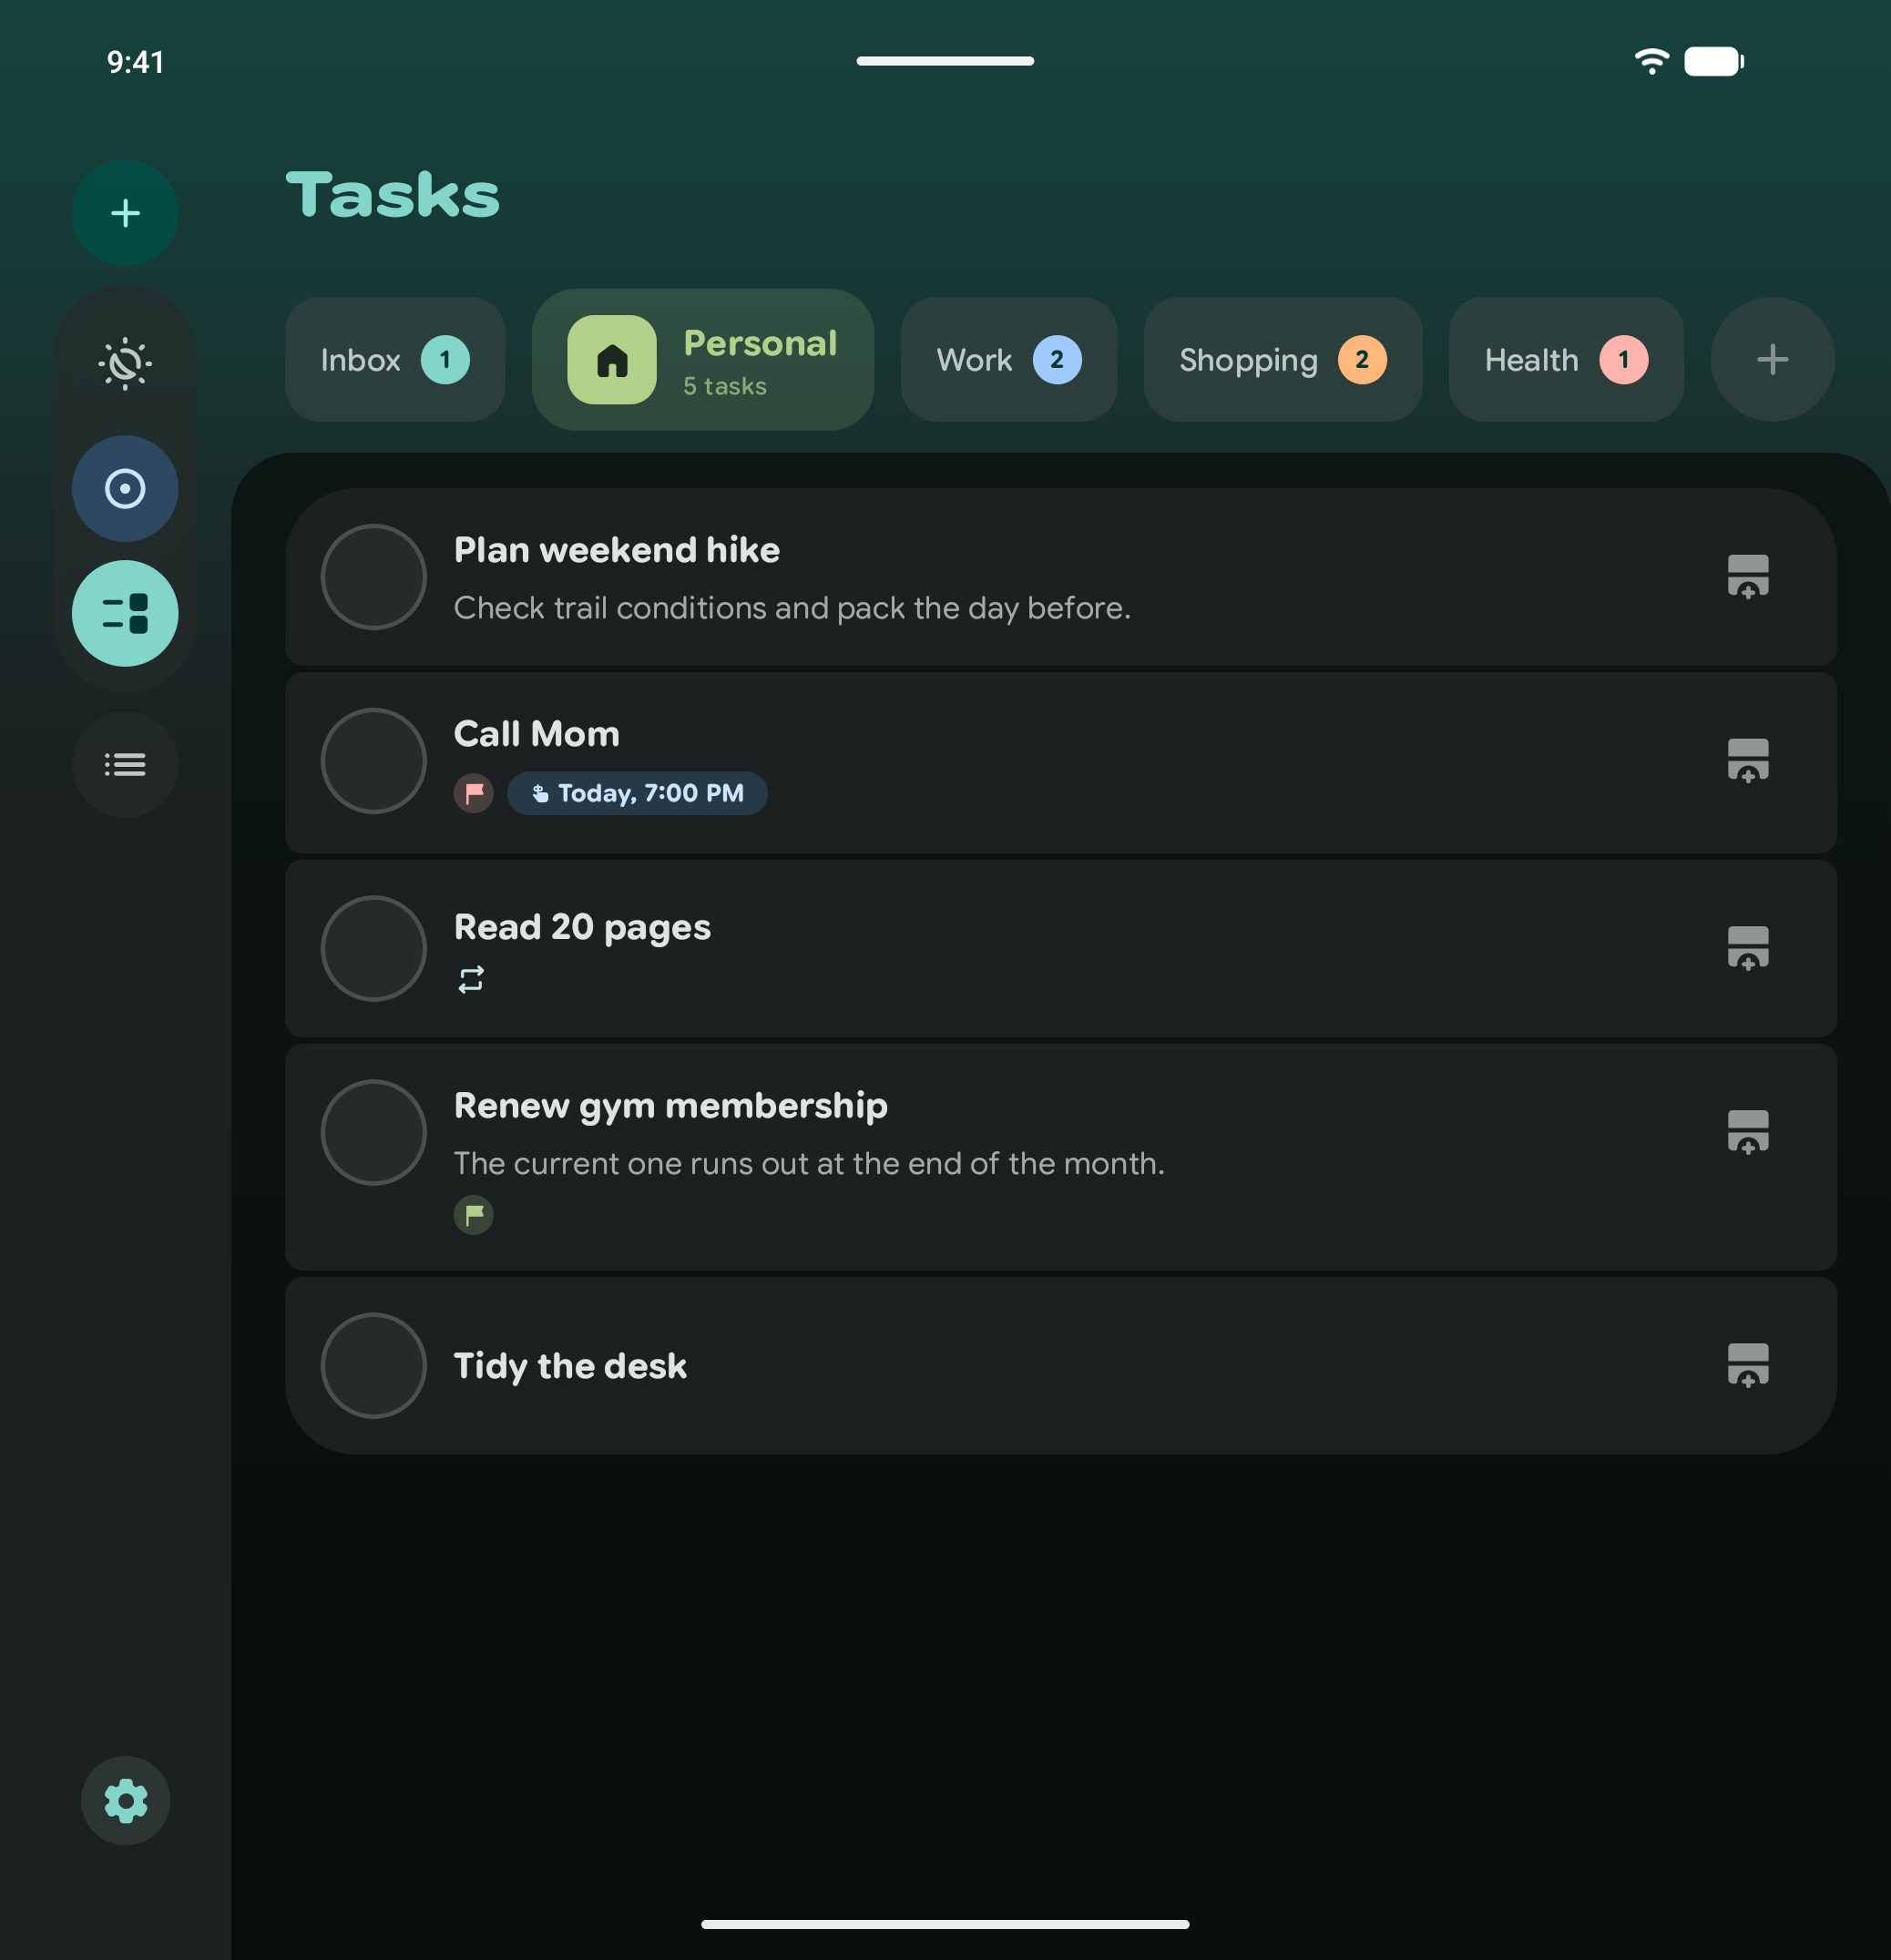 9:41
Tasks
Inbox 1
Personal
5 tasks
Work 2
Shopping 2
Health 1
Plan weekend hike
Check trail conditions and pack the day before.
Call Mom
Today, 7:00 PM
Read 20 pages
Renew gym membership
The current one runs out at the end of the month.
Tidy the desk